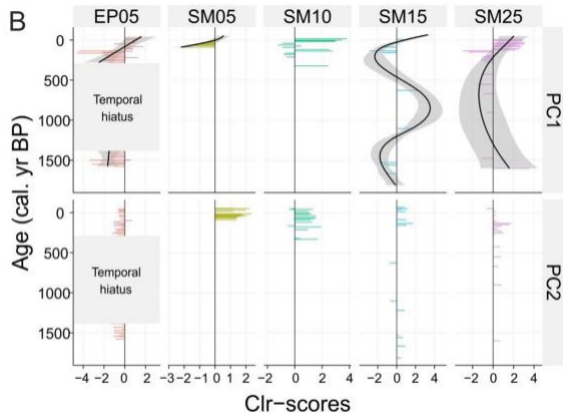 B
EP05 SM05 SM10 SM15 SM25
0
500
1000
1500
Temporal
hiatus
PC1
Age (cal. yr BP)
0
500
1000
1500
Temporal
hiatus
PC2
−4 −2 0 2 −3 −2 −1 0 1 −2 0 2 4 −2 0 2 4 −2 0 2 4
Clr−scores